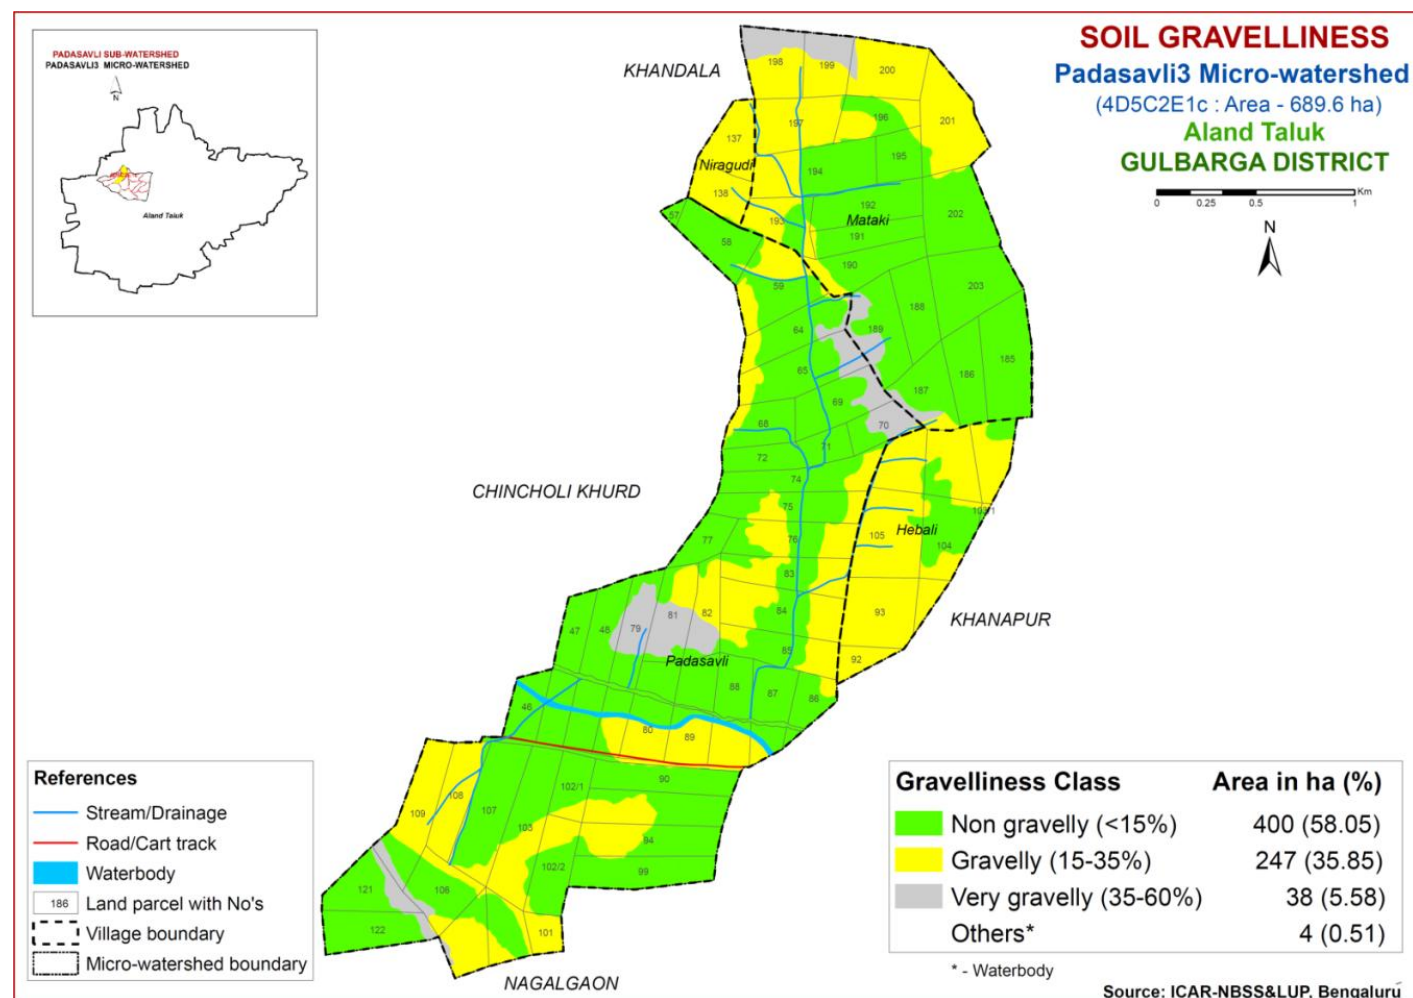 PADASAVLI SUB-WATERSHED
PADASAVLI3 MICRO-WATERSHED
N
Aland Taluk
SOIL GRAVELLINESS
Padasavli3 Micro-watershed
(4D5C2E1c : Area - 689.6 ha)
Aland Taluk
GULBARGA DISTRICT
Km
0 0.25 0.5 1
N
KHANDALA
198 199 200
197 196 201
137
Niragudi
195
194
138
192 202
57 193 Mataki
191
58
190
59 203
188
64 189
185
65 186
187
69
70
68
71
72
74
CHINCHOLI KHURD
75
103/1
76 105 Hebali
77 104
83
81 82 84 93
KHANAPUR
47 48 79
85 92
Padasavli
88 87 86
46
80 89
90
102/1
108
109 107
103
94
102/2
99
121 106
122 101
NAGALGAON
References
Stream/Drainage
Road/Cart track
Waterbody
186 Land parcel with No's
Village boundary
Micro-watershed boundary
Gravelliness Class Area in ha (%)
Non gravelly (<15%) 400 (58.05)
Gravelly (15-35%) 247 (35.85)
Very gravelly (35-60%) 38 (5.58)
Others* 4 (0.51)
* - Waterbody
Source: ICAR-NBSS&LUP, Bengaluru